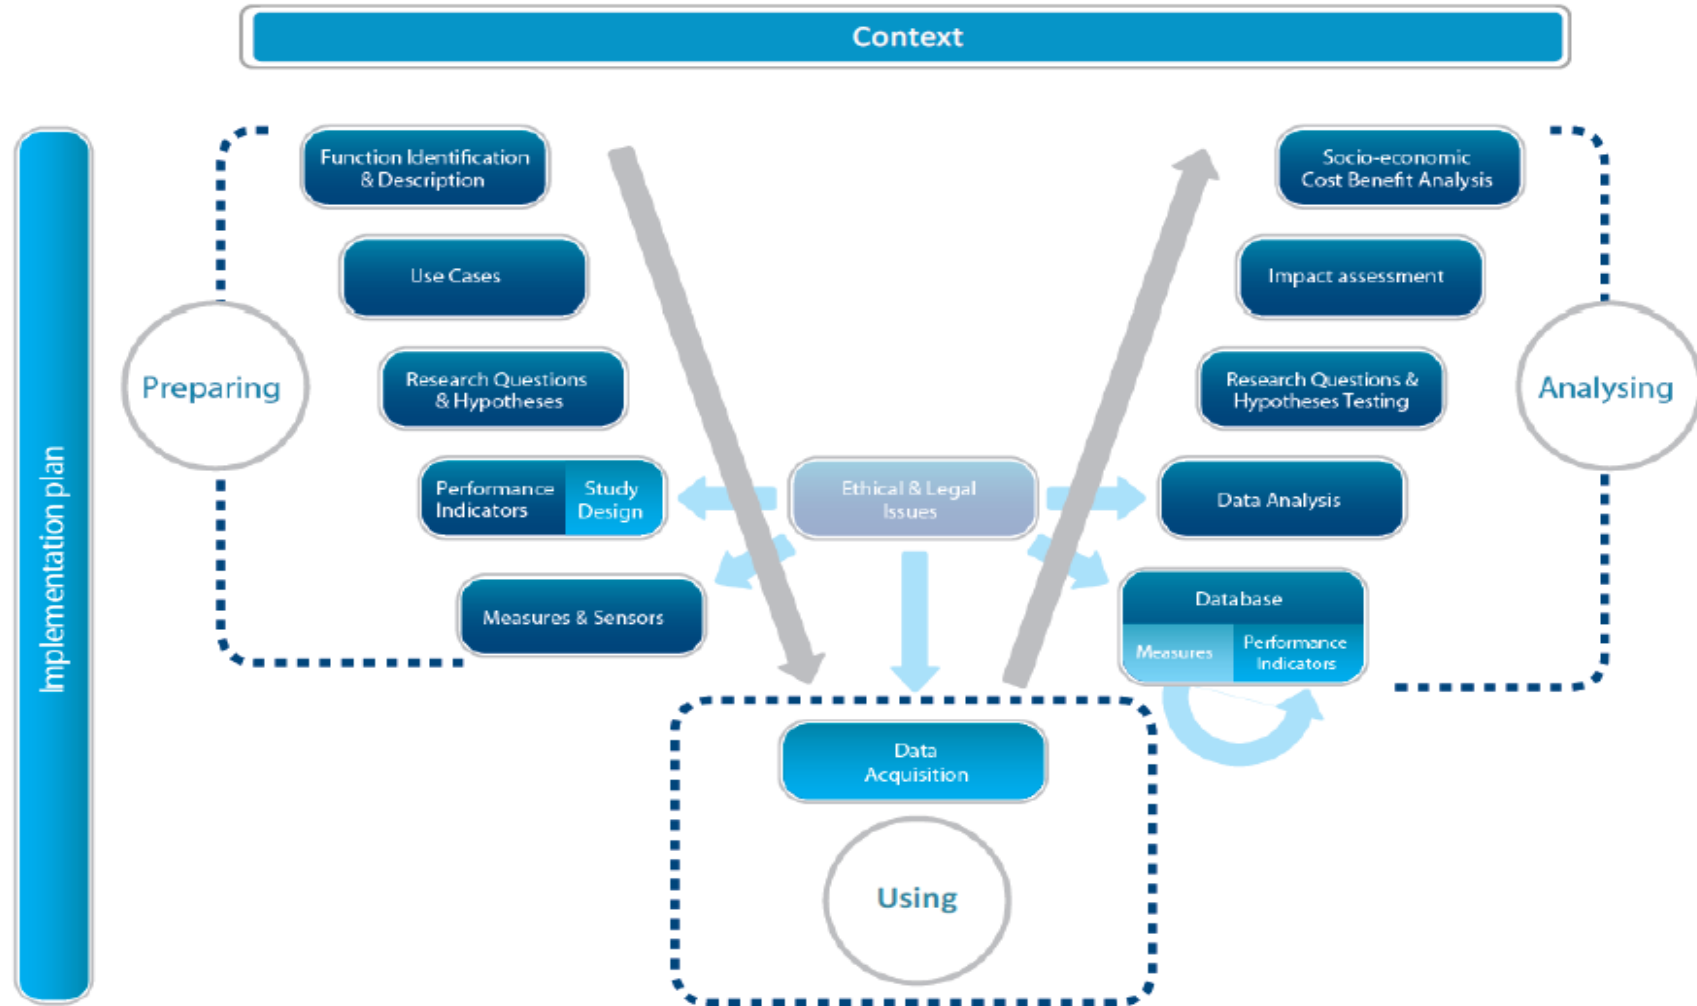 Context
Implementation plan
Preparing
Function Identification
& Description
Use Cases
Research Questions
& Hypotheses
Performance
Indicators
Study
Design
Measures & Sensors
Ethical & Legal
Issues
Data
Acquisition
Using
Socio-economic
Cost Benefit Analysis
Impact assessment
Research Questions &
Hypotheses Testing
Data Analysis
Database
Measures
Performance
Indicators
Analysing